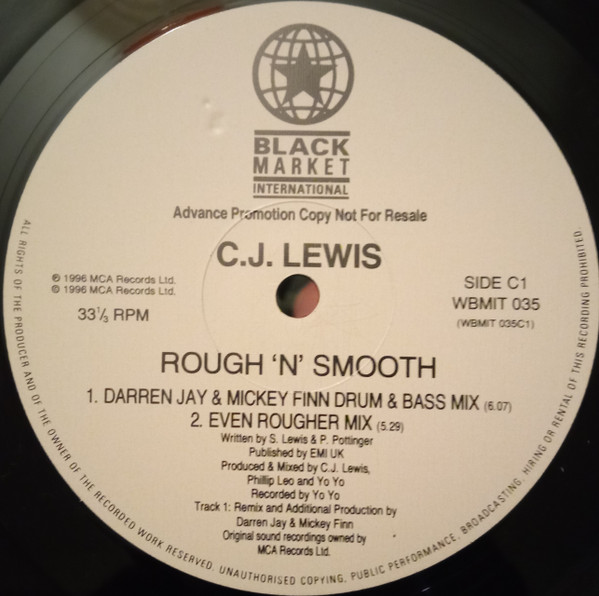 BLACK
MARKET
INTERNATIONAL
Advance Promotion Copy Not For Resale
C.J. LEWIS
℗ 1996 MCA Records Ltd.
© 1996 MCA Records Ltd.
33⅓ RPM
SIDE C1
WBMIT 035
(WBMIT 035C1)
ROUGH 'N' SMOOTH
1. DARREN JAY & MICKEY FINN DRUM & BASS MIX (6.07)
2. EVEN ROUGHER MIX (5.29)
Written by S. Lewis & P. Pottinger
Published by EMI UK
Produced & Mixed by C.J. Lewis,
Phillip Leo and Yo Yo
Recorded by Yo Yo
Track 1: Remix and Additional Production by
Darren Jay & Mickey Finn
Original sound recordings owned by
MCA Records Ltd.
ALL RIGHTS OF THE PRODUCER AND OF THE OWNER OF THE RECORDED WORK RESERVED. UNAUTHORISED COPYING, PUBLIC PERFORMANCE, BROADCASTING, HIRING OR RENTAL OF THIS RECORDING PROHIBITED.